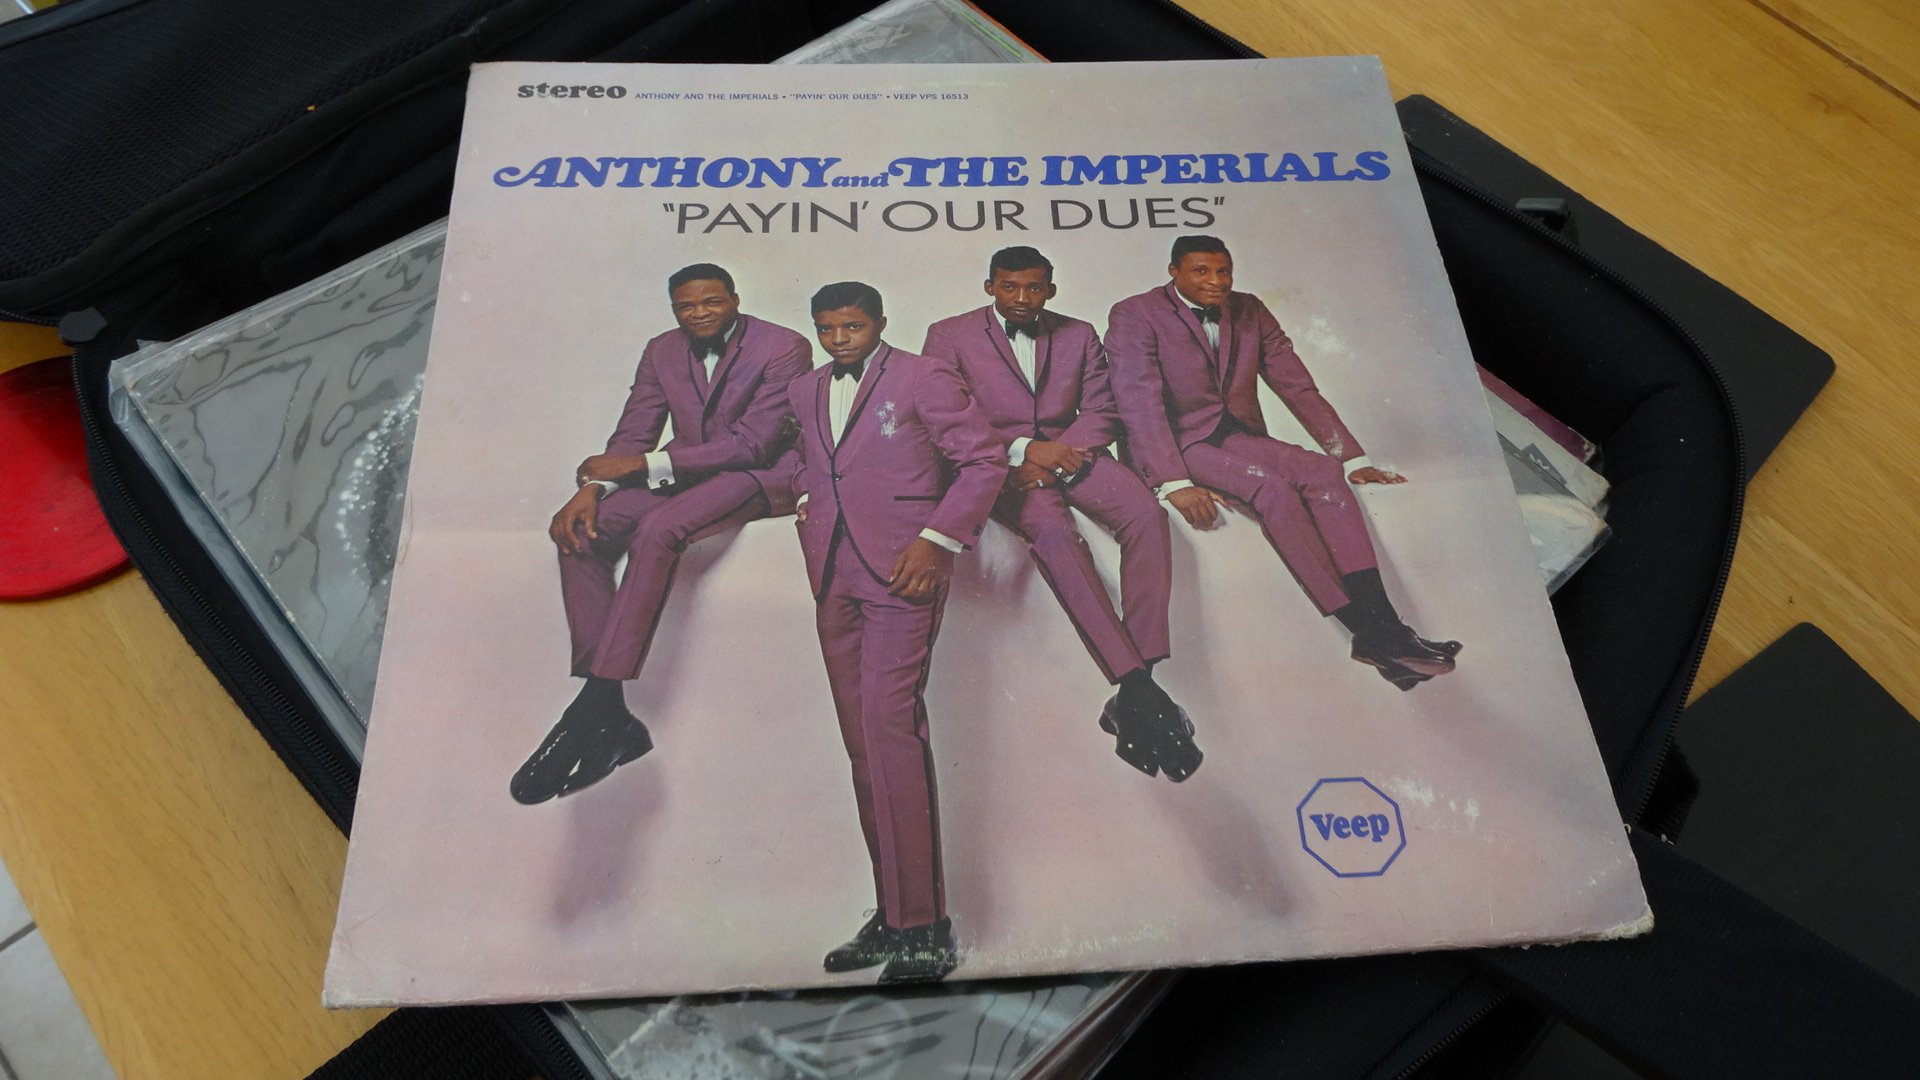 stereo ANTHONY AND THE IMPERIALS • "PAYIN' OUR DUES" • VEEP VPS 16513
ANTHONY and THE IMPERIALS
"PAYIN' OUR DUES"
Veep